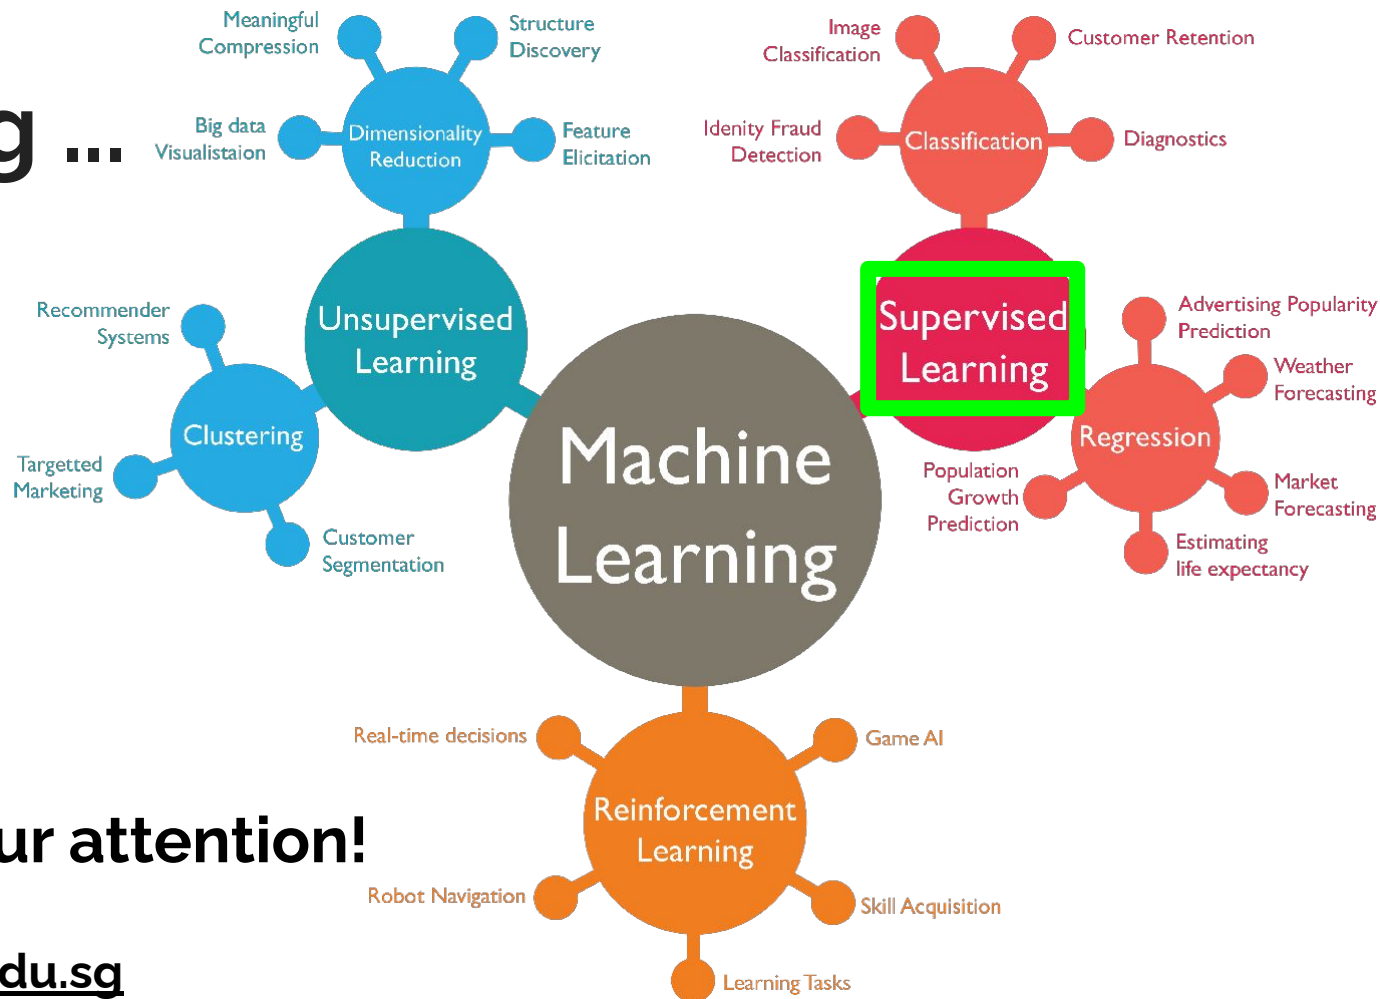 g ...
Meaningful
Compression
Structure
Discovery
Big data
Visualistaion
Dimensionality
Reduction
Feature
Elicitation
Image
Classification
Customer Retention
Idenity Fraud
Detection
Classification
Diagnostics
Recommender
Systems
Unsupervised
Learning
Clustering
Targetted
Marketing
Customer
Segmentation
Supervised
Learning
Advertising Popularity
Prediction
Weather
Forecasting
Regression
Population
Growth
Prediction
Market
Forecasting
Estimating
life expectancy
Machine
Learning
Real-time decisions
Game AI
Reinforcement
Learning
ur attention!
Robot Navigation
Skill Acquisition
du.sg
Learning Tasks